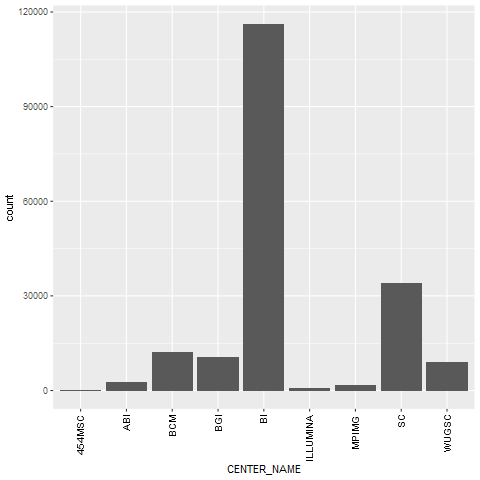 120000
90000
60000
30000
0
count
454MSC
ABI
BCM
BGI
BI
ILLUMINA
MPIMG
SC
WUGSC
CENTER_NAME